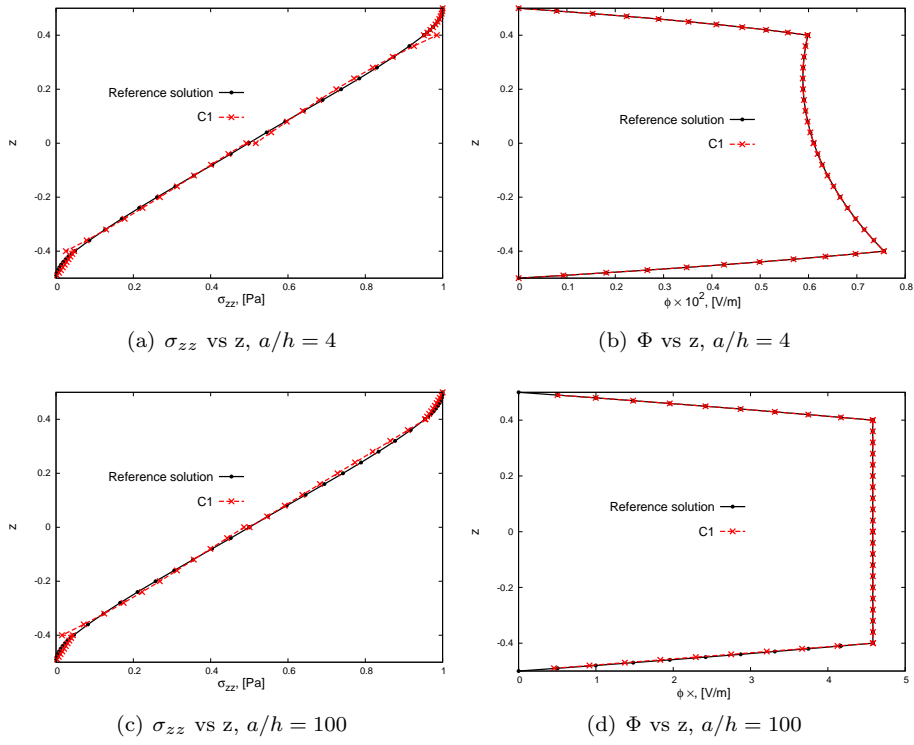 0.4
0.2
0
-0.2
-0.4
z
Reference solution
C1
0 0.2 0.4 0.6 0.8 1
σzz, [Pa]
(a) σzz vs z, a/h = 4
0.4
0.2
0
-0.2
-0.4
z
Reference solution
C1
0 0.1 0.2 0.3 0.4 0.5 0.6 0.7 0.8
ϕ × 10², [V/m]
(b) Φ vs z, a/h = 4
0.4
0.2
0
-0.2
-0.4
z
Reference solution
C1
0 0.2 0.4 0.6 0.8 1
σzz, [Pa]
(c) σzz vs z, a/h = 100
0.4
0.2
0
-0.2
-0.4
z
Reference solution
C1
0 1 2 3 4 5
ϕ ×, [V/m]
(d) Φ vs z, a/h = 100